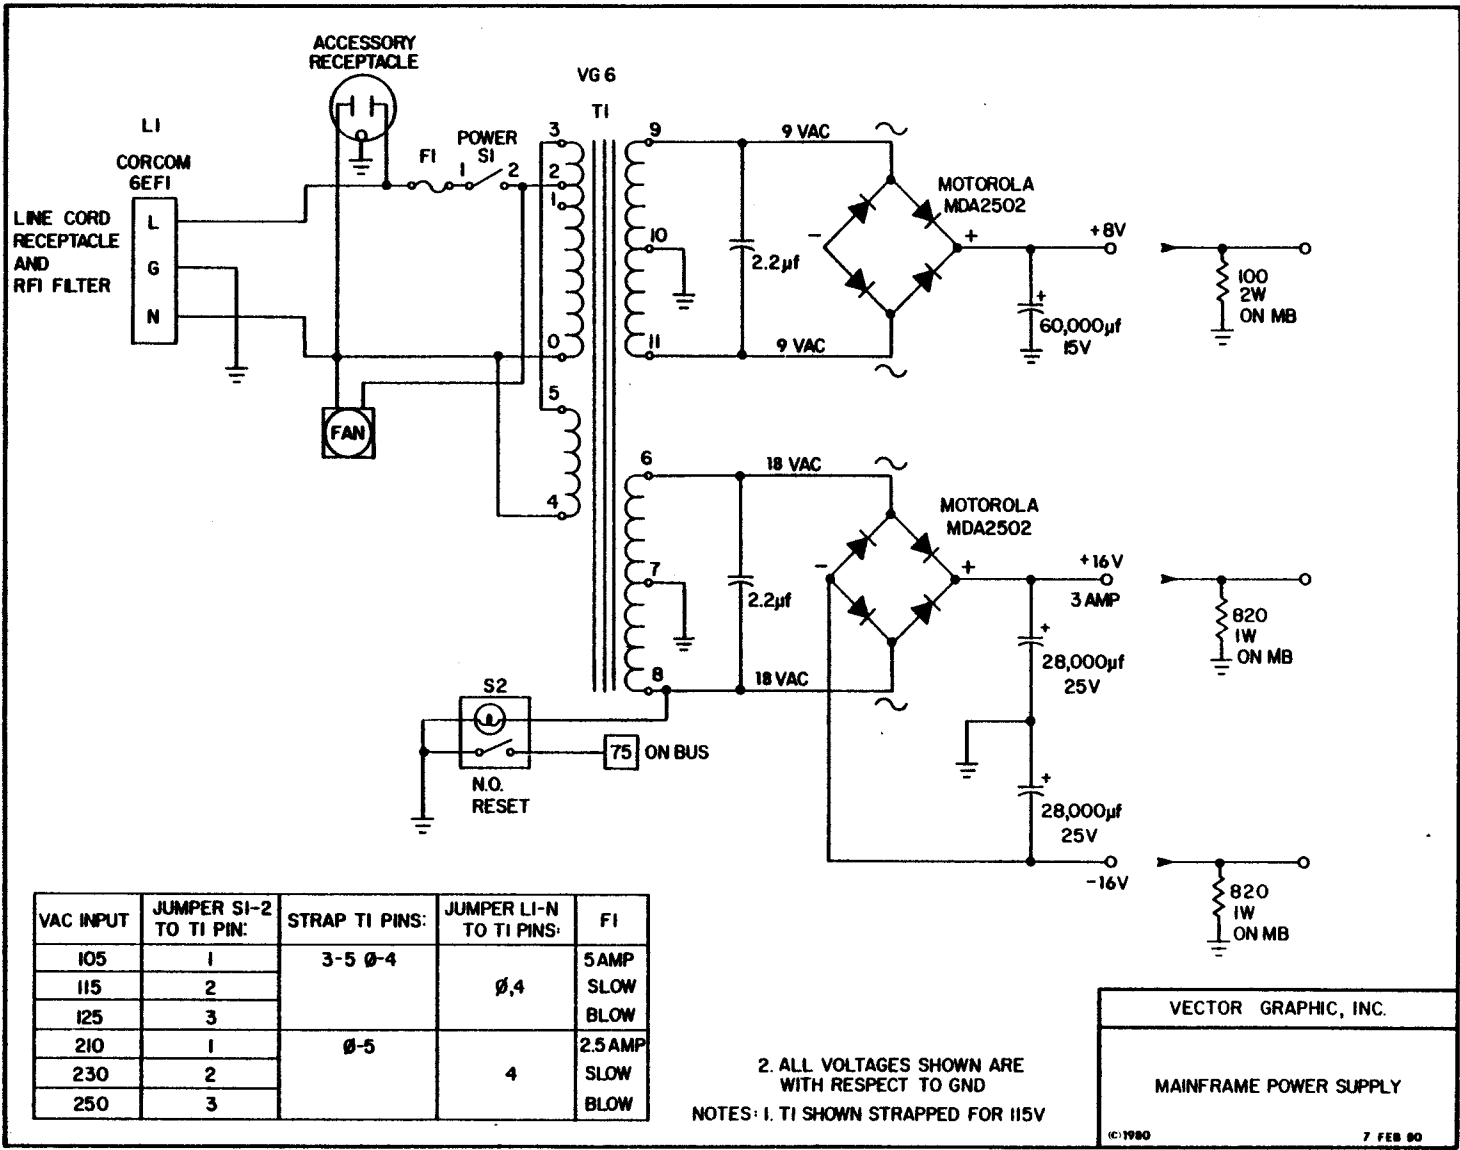 ACCESSORY
RECEPTACLE
VG 6
T1
L1
CORCOM
6EF1
LINE CORD
RECEPTACLE
AND
RFI FILTER
L
G
N
F1
POWER
S1
1
2
FAN
3
2
1
0
5
4
9
10
11
6
7
8
9 VAC
9 VAC
2.2µf
MOTOROLA
MDA2502
-
+
+8V
60,000µf
15V
+
100
2W
ON MB
18 VAC
18 VAC
2.2µf
MOTOROLA
MDA2502
-
+
+16V
3 AMP
+
28,000µf
25V
820
1W
ON MB
+
28,000µf
25V
-16V
820
1W
ON MB
S2
75 ON BUS
N.O.
RESET
VAC INPUT JUMPER S1-2 TO T1 PIN: STRAP T1 PINS: JUMPER L1-N TO T1 PINS: F1
105 1 3-5 Ø-4 5 AMP
115 2 Ø,4 SLOW
125 3 BLOW
210 1 Ø-5 2.5 AMP
230 2 4 SLOW
250 3 BLOW
2. ALL VOLTAGES SHOWN ARE
WITH RESPECT TO GND
NOTES: 1. T1 SHOWN STRAPPED FOR 115V
VECTOR GRAPHIC, INC.
MAINFRAME POWER SUPPLY
(C) 1980 7 FEB 80